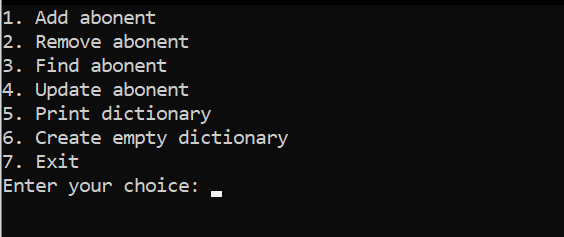 1. Add abonent
2. Remove abonent
3. Find abonent
4. Update abonent
5. Print dictionary
6. Create empty dictionary
7. Exit
Enter your choice: